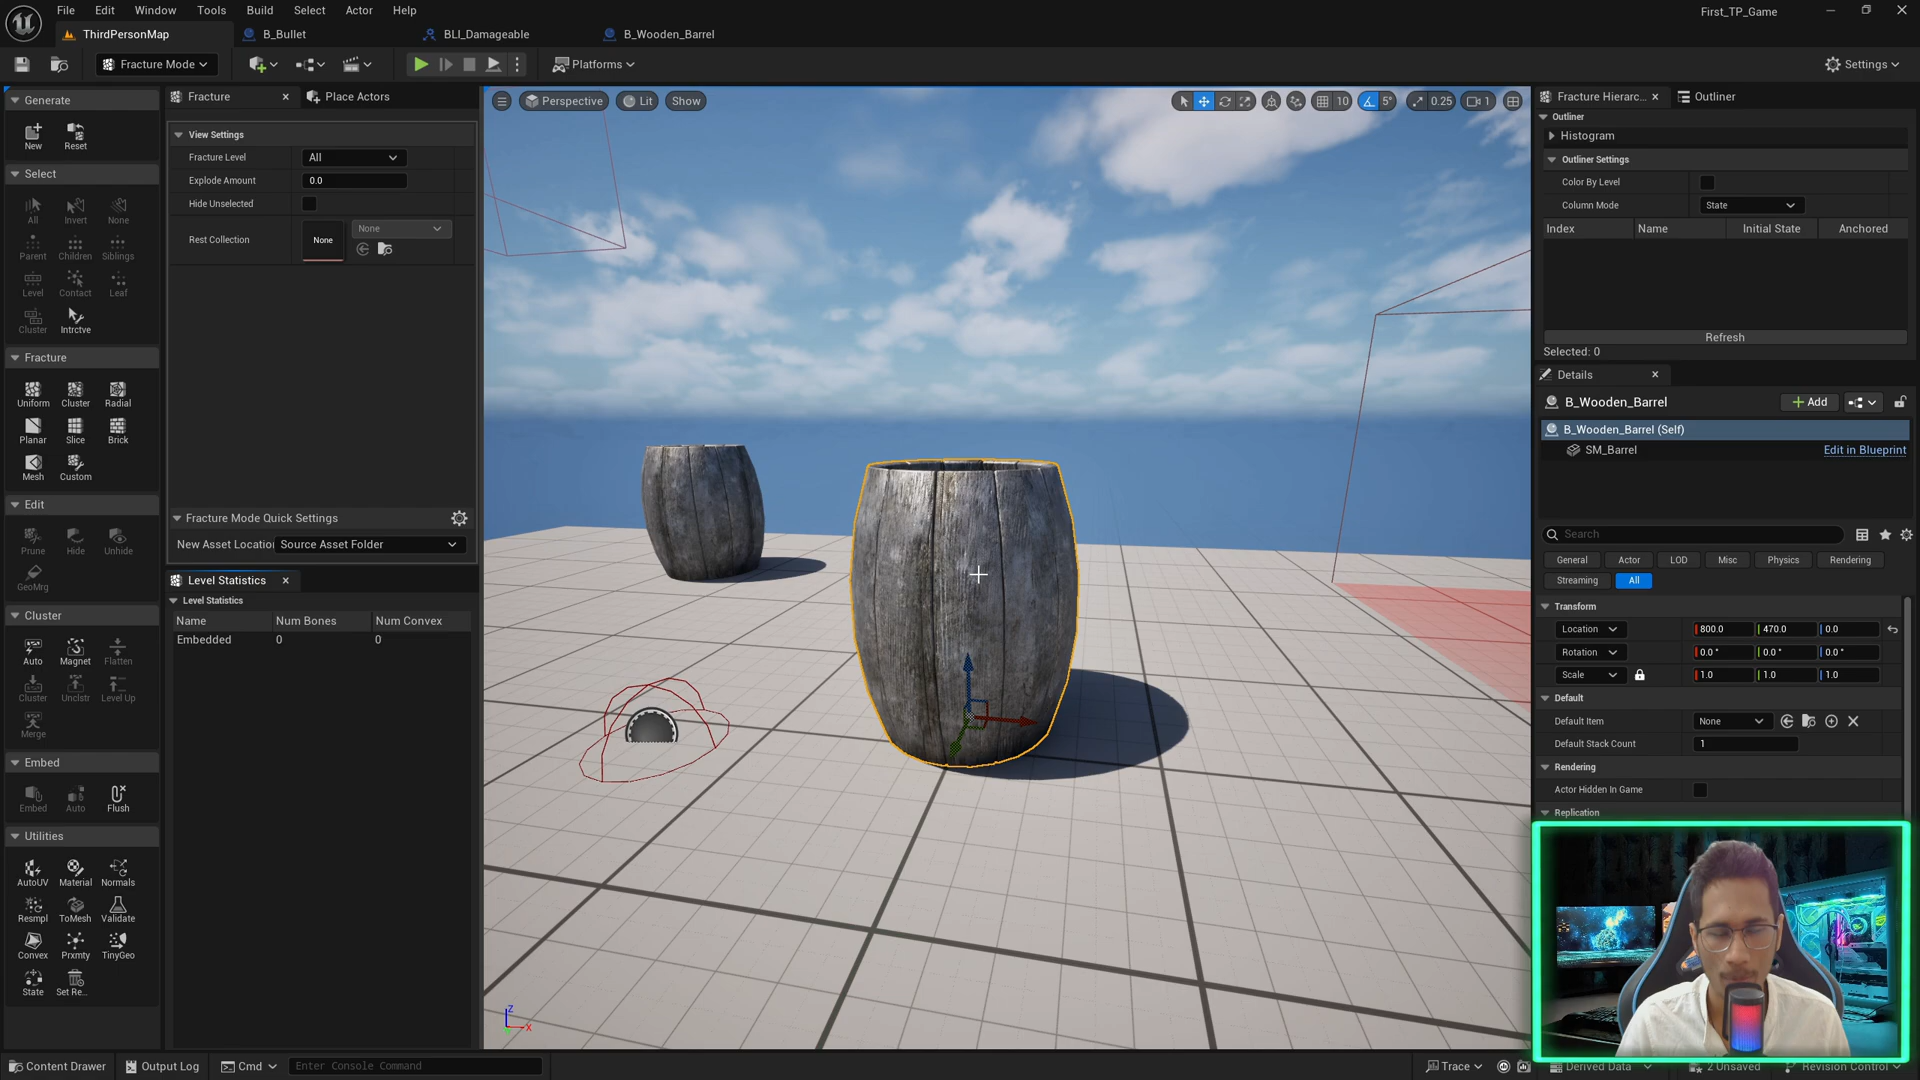 File Edit Window Tools Build Select Actor Help
First_TP_Game
ThirdPersonMap B_Bullet BLI_Damageable B_Wooden_Barrel
Fracture Mode Platforms Settings
Generate
New Reset
Select
All Invert None
Parent Children Siblings
Level Contact Leaf
Cluster Intrctve
Fracture
Uniform Cluster Radial
Planar Slice Brick
Mesh Custom
Edit
Prune Hide Unhide
GeoMrg
Cluster
Auto Magnet Flatten
Cluster Unclstr Level Up
Merge
Embed
Embed Auto Flush
Utilities
AutoUV Material Normals
Resmpl ToMesh Validate
Convex Prxmty TinyGeo
State Set Re...
Fracture Place Actors
View Settings
Fracture Level All
Explode Amount 0.0
Hide Unselected
Rest Collection None None
Fracture Mode Quick Settings
New Asset Locatio Source Asset Folder
Level Statistics
Level Statistics
Name Num Bones Num Convex
Embedded 0 0
Perspective Lit Show
10 5° 0.25 1
Z
X
Fracture Hierarc... Outliner
Outliner
Histogram
Outliner Settings
Color By Level
Column Mode State
Index Name Initial State Anchored
Refresh
Selected: 0
Details
B_Wooden_Barrel Add
B_Wooden_Barrel (Self)
SM_Barrel Edit in Blueprint
Search
General Actor LOD Misc Physics Rendering
Streaming All
Transform
Location 800.0 470.0 0.0
Rotation 0.0° 0.0° 0.0°
Scale 1.0 1.0 1.0
Default
Default Item None
Default Stack Count 1
Rendering
Actor Hidden In Game
Replication
Content Drawer Output Log Cmd Enter Console Command
Trace Derived Data 2 Unsaved Revision Control